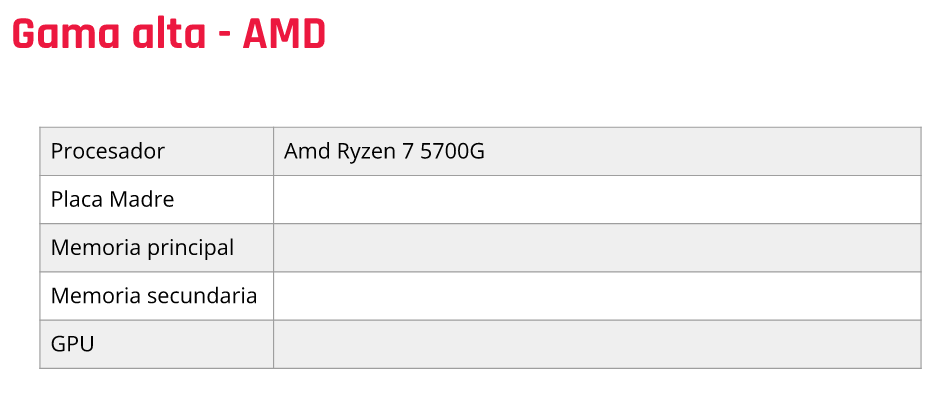 Gama alta - AMD
Procesador Amd Ryzen 7 5700G
Placa Madre
Memoria principal
Memoria secundaria
GPU